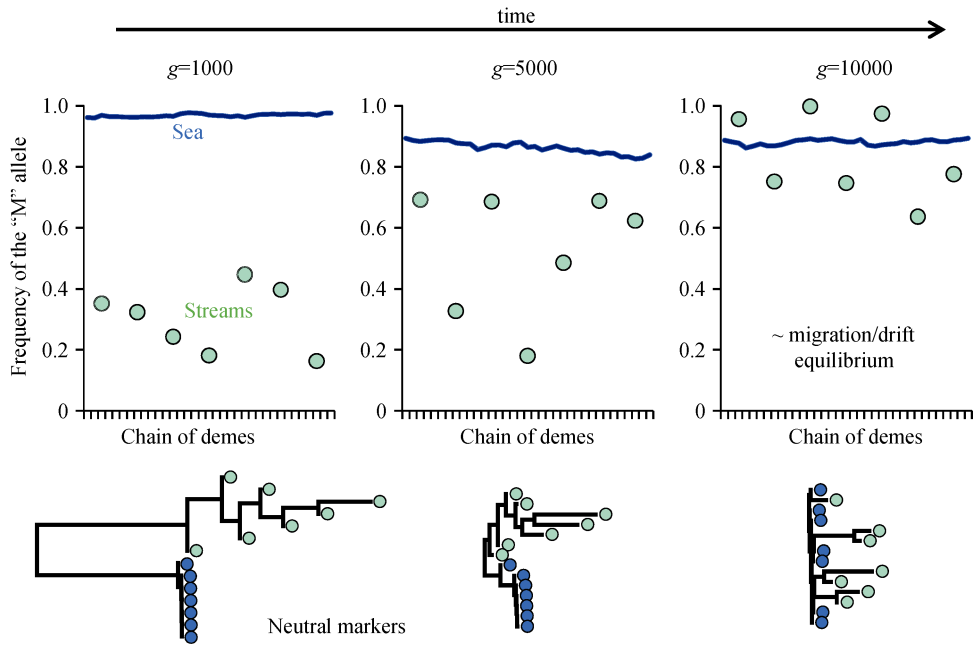 time
g=1000
g=5000
g=10000
Frequency of the “M” allele
1.0
0.8
0.6
0.4
0.2
0
Sea
Streams
Chain of demes
1.0
0.8
0.6
0.4
0.2
0
Chain of demes
1.0
0.8
0.6
0.4
0.2
0
~ migration/drift
equilibrium
Chain of demes
Neutral markers